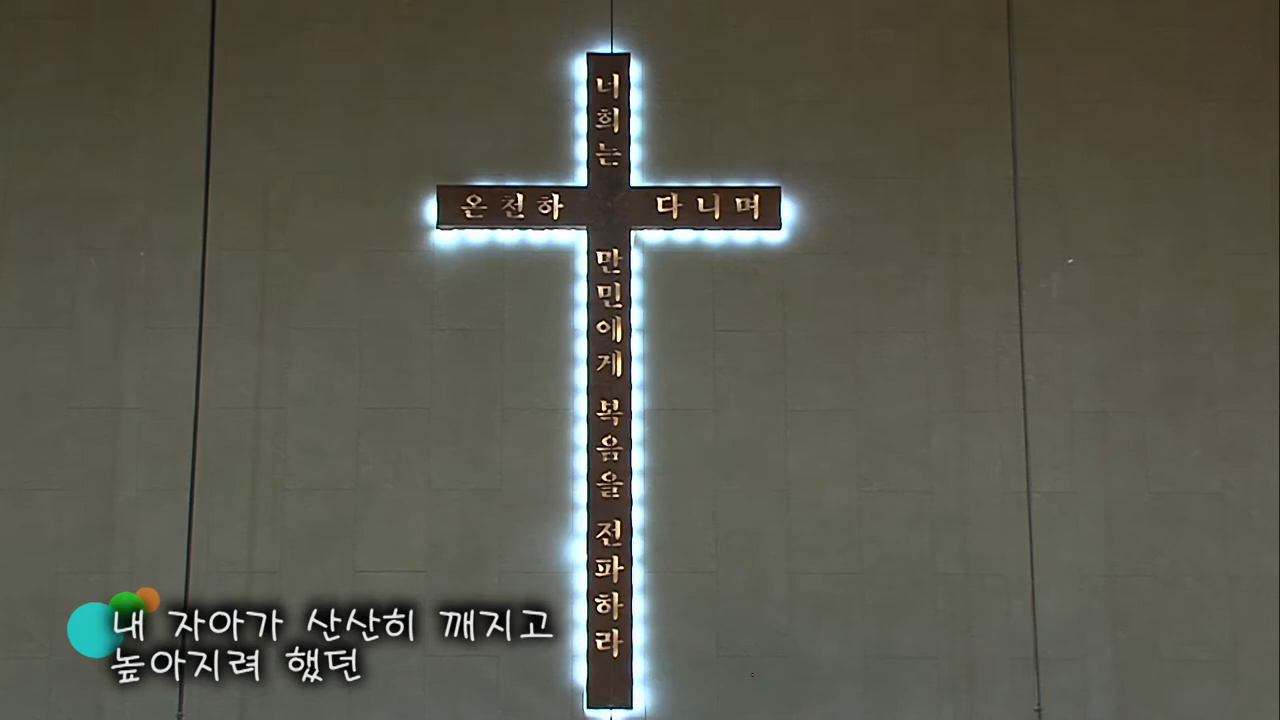 너희는
온천하 다니며
만민에게 복음을 전파하라
내 자아가 산산히 깨지고
높아지려 했던